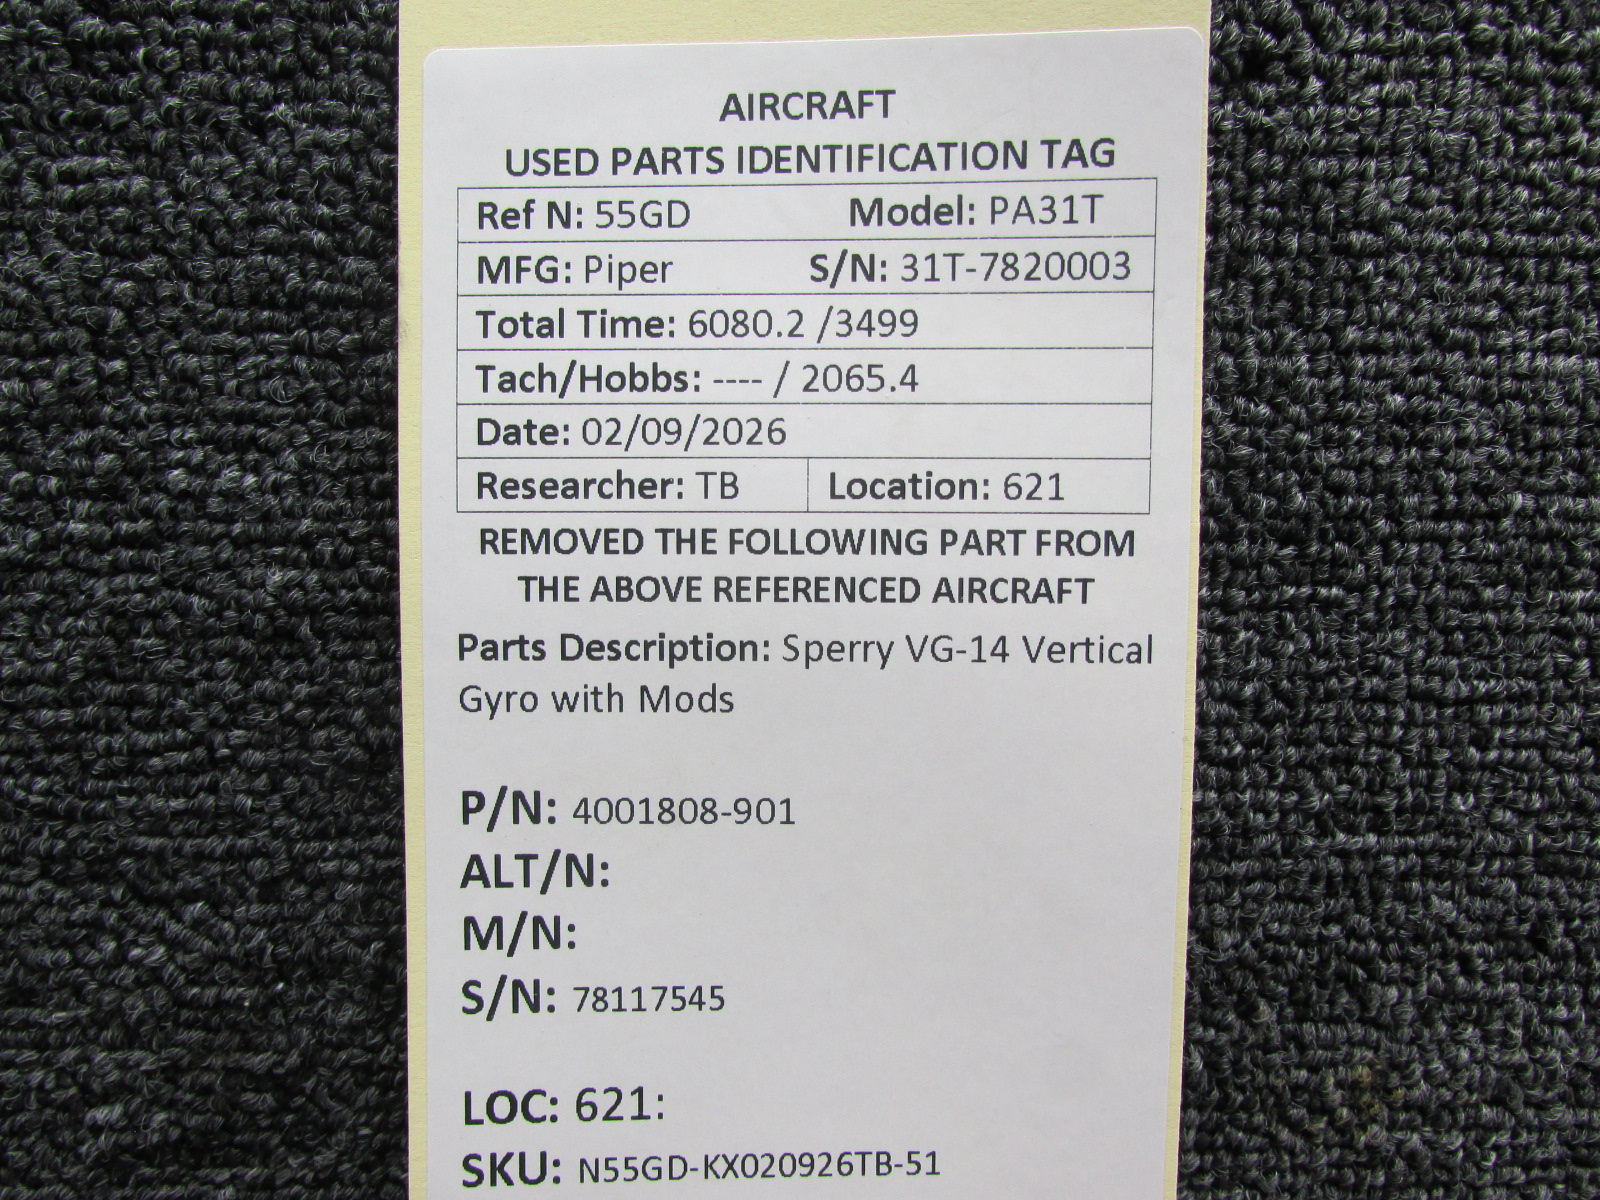 AIRCRAFT
USED PARTS IDENTIFICATION TAG
Ref N: 55GD Model: PA31T
MFG: Piper S/N: 31T-7820003
Total Time: 6080.2 /3499
Tach/Hobbs: ---- / 2065.4
Date: 02/09/2026
Researcher: TB Location: 621
REMOVED THE FOLLOWING PART FROM
THE ABOVE REFERENCED AIRCRAFT
Parts Description: Sperry VG-14 Vertical
Gyro with Mods
P/N: 4001808-901
ALT/N:
M/N:
S/N: 78117545
LOC: 621:
SKU: N55GD-KX020926TB-51